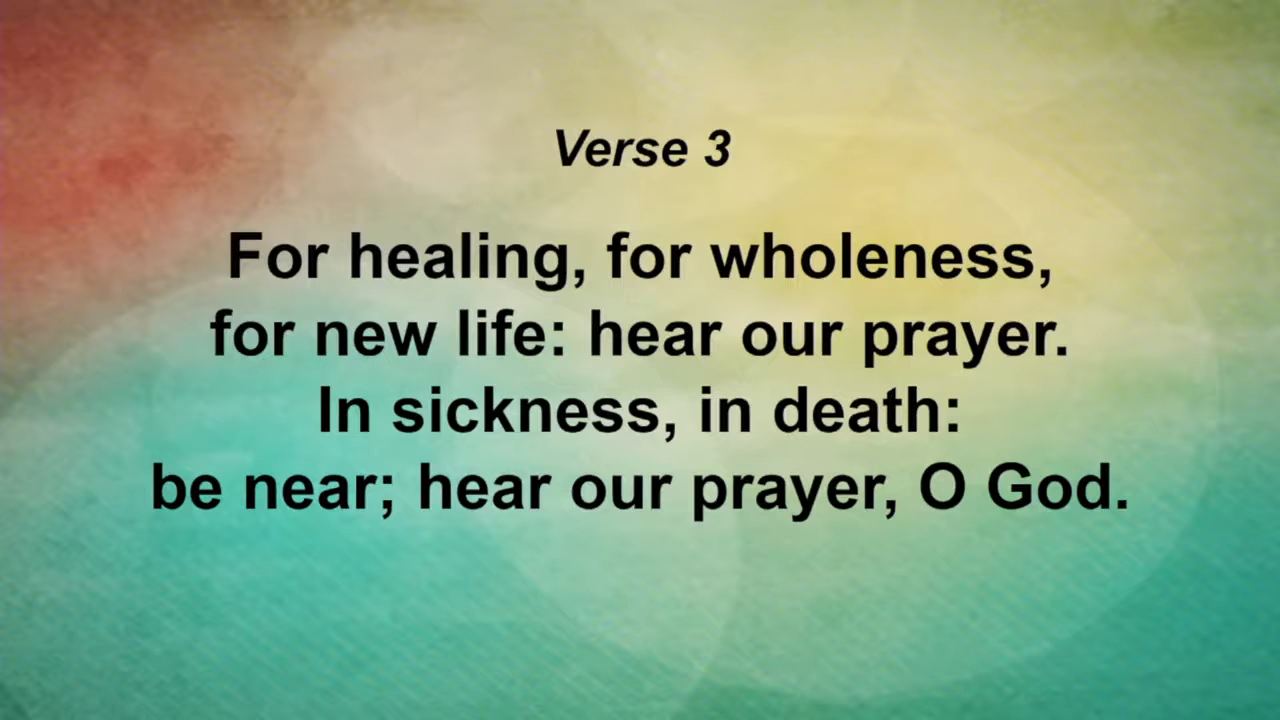 Verse 3
For healing, for wholeness,
for new life: hear our prayer.
In sickness, in death:
be near; hear our prayer, O God.